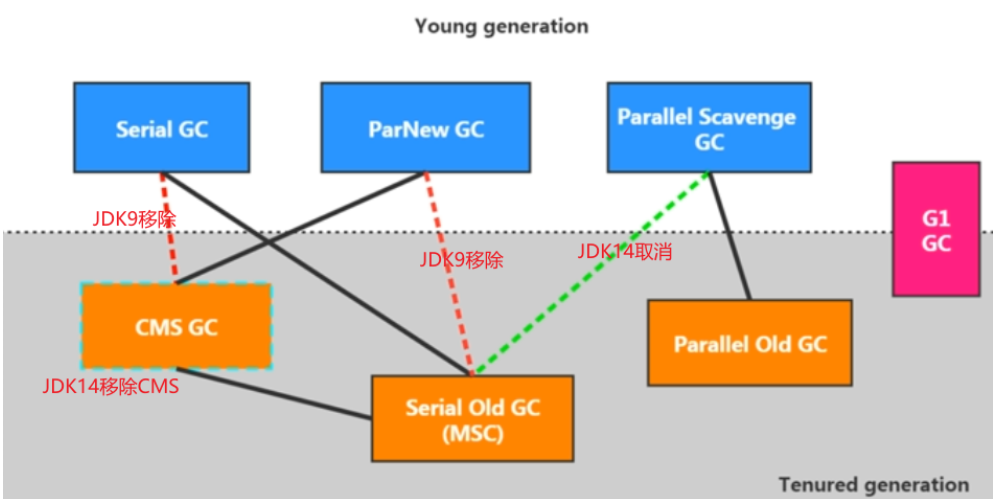 Young generation
Serial GC
ParNew GC
Parallel Scavenge
GC
JDK9移除
JDK9移除
JDK14取消
G1
GC
CMS GC
Parallel Old GC
JDK14移除CMS
Serial Old GC
(MSC)
Tenured generation